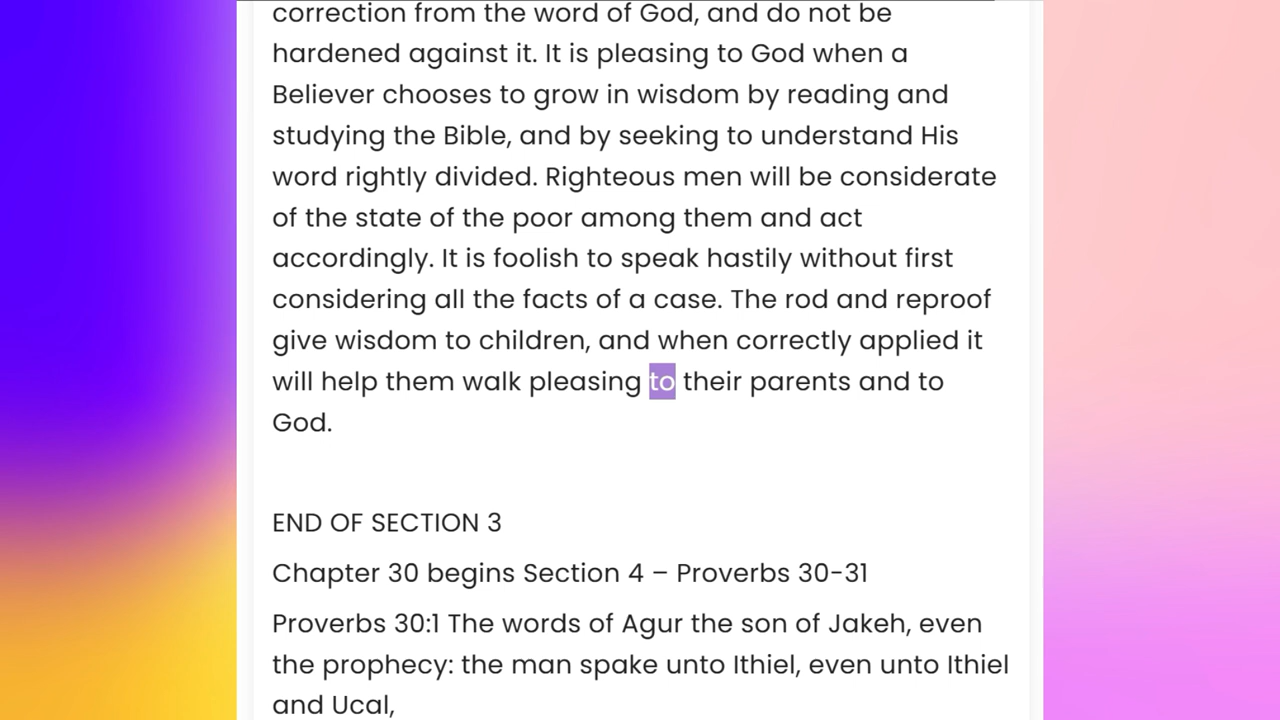 correction from the word of God, and do not be
hardened against it. It is pleasing to God when a
Believer chooses to grow in wisdom by reading and
studying the Bible, and by seeking to understand His
word rightly divided. Righteous men will be considerate
of the state of the poor among them and act
accordingly. It is foolish to speak hastily without first
considering all the facts of a case. The rod and reproof
give wisdom to children, and when correctly applied it
will help them walk pleasing to their parents and to
God.
END OF SECTION 3
Chapter 30 begins Section 4 – Proverbs 30-31
Proverbs 30:1 The words of Agur the son of Jakeh, even
the prophecy: the man spake unto Ithiel, even unto Ithiel
and Ucal,